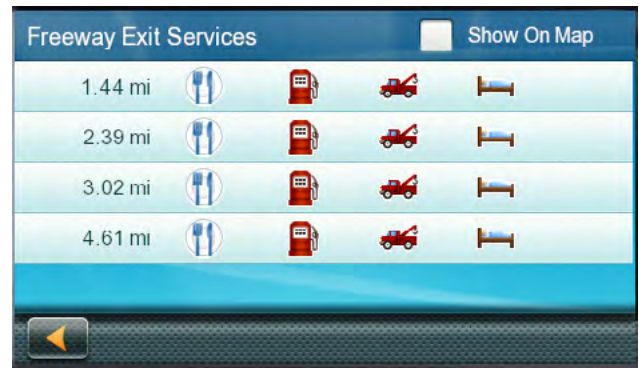 Freeway Exit Services Show On Map
1.44 mi
2.39 mi
3.02 mi
4.61 mi